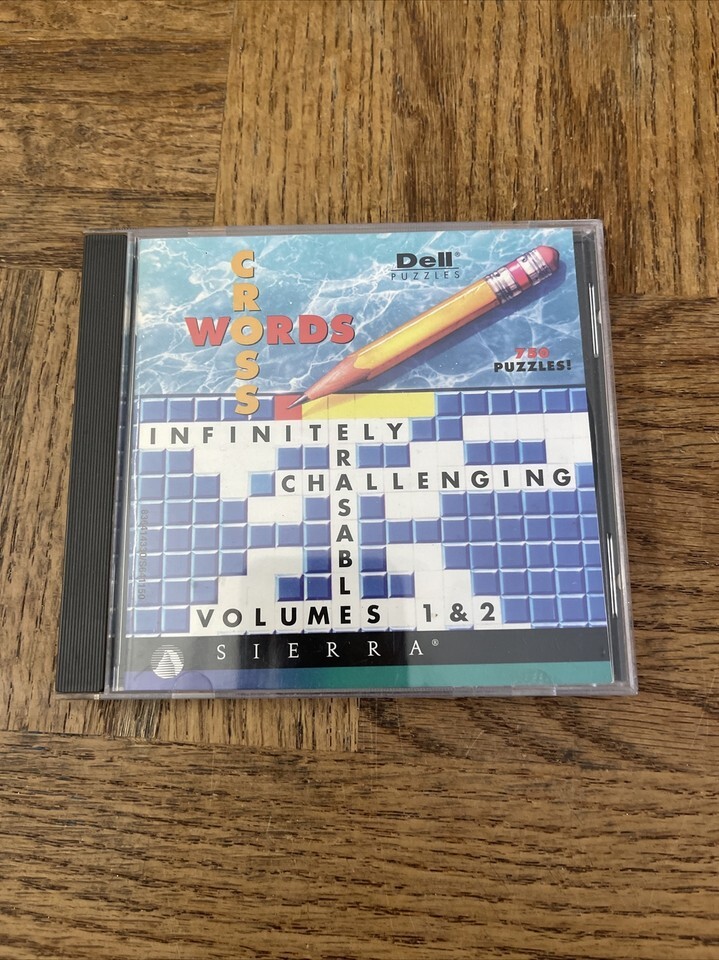 CROSS
WORDS
Dell®
PUZZLES
750
PUZZLES!
INFINITELY
ERASABLE
CHALLENGING
VOLUMES 1 & 2
SIERRA®